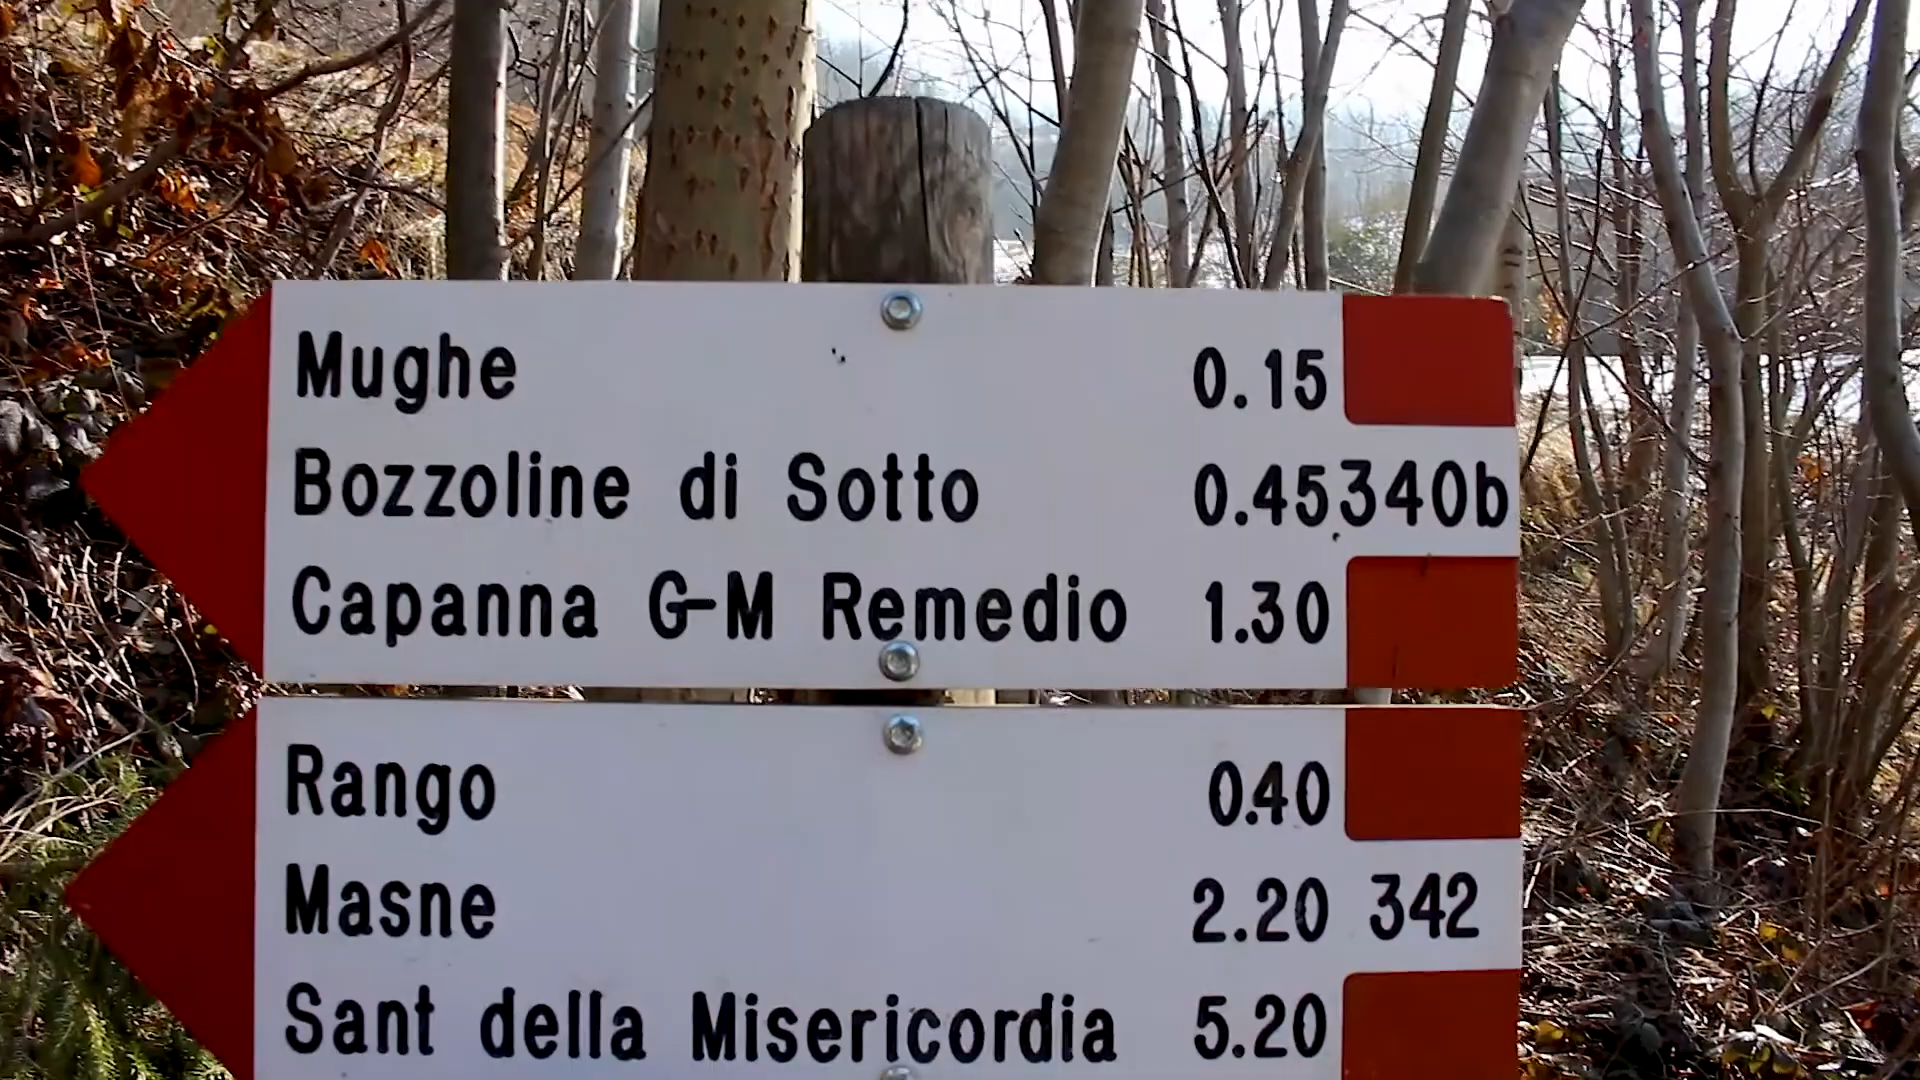 Mughe 0.15
Bozzoline di Sotto 0.45 340b
Capanna G-M Remedio 1.30
Rango 0.40
Masne 2.20 342
Sant della Misericordia 5.20